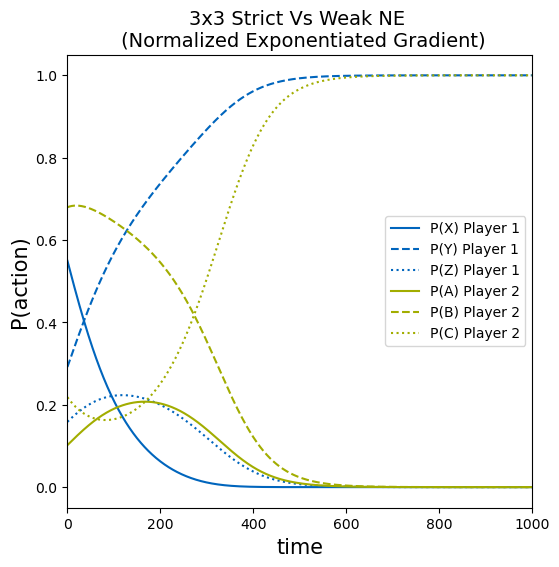 3x3 Strict Vs Weak NE
(Normalized Exponentiated Gradient)
P(action)
1.0
0.8
0.6
0.4
0.2
0.0
P(X) Player 1
P(Y) Player 1
P(Z) Player 1
P(A) Player 2
P(B) Player 2
P(C) Player 2
0 200 400 600 800 1000
time